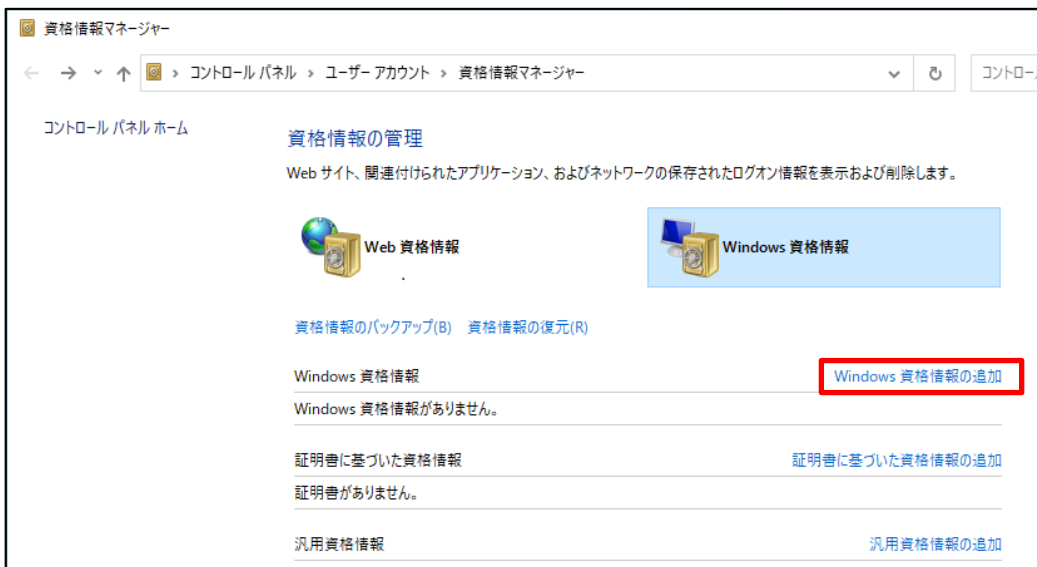 資格情報マネージャー
コントロール パネル › ユーザー アカウント › 資格情報マネージャー
コントロー
コントロール パネル ホーム
資格情報の管理
Web サイト、関連付けられたアプリケーション、およびネットワークの保存されたログオン情報を表示および削除します。
Web 資格情報
Windows 資格情報
資格情報のバックアップ(B) 資格情報の復元(R)
Windows 資格情報 Windows 資格情報の追加
Windows 資格情報がありません。
証明書に基づいた資格情報 証明書に基づいた資格情報の追加
証明書がありません。
汎用資格情報 汎用資格情報の追加